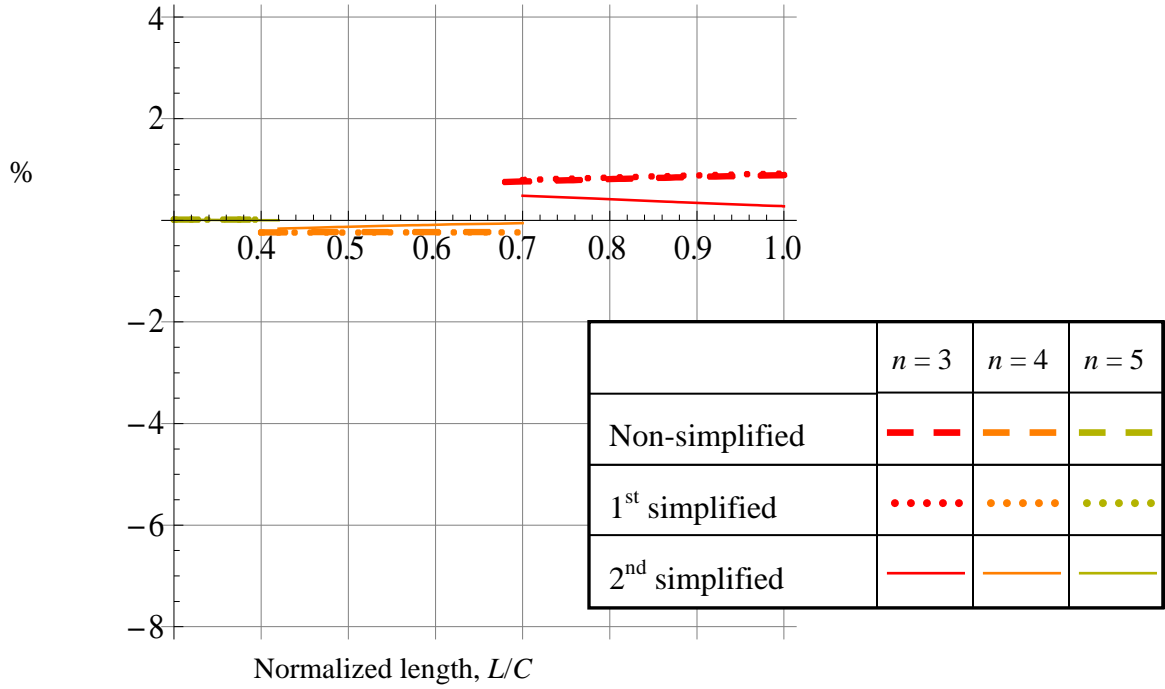 4
2
%
0.4 0.5 0.6 0.7 0.8 0.9 1.0
−2
−4
−6
−8
n = 3 n = 4 n = 5
Non-simplified
1st simplified
2nd simplified
Normalized length, L/C